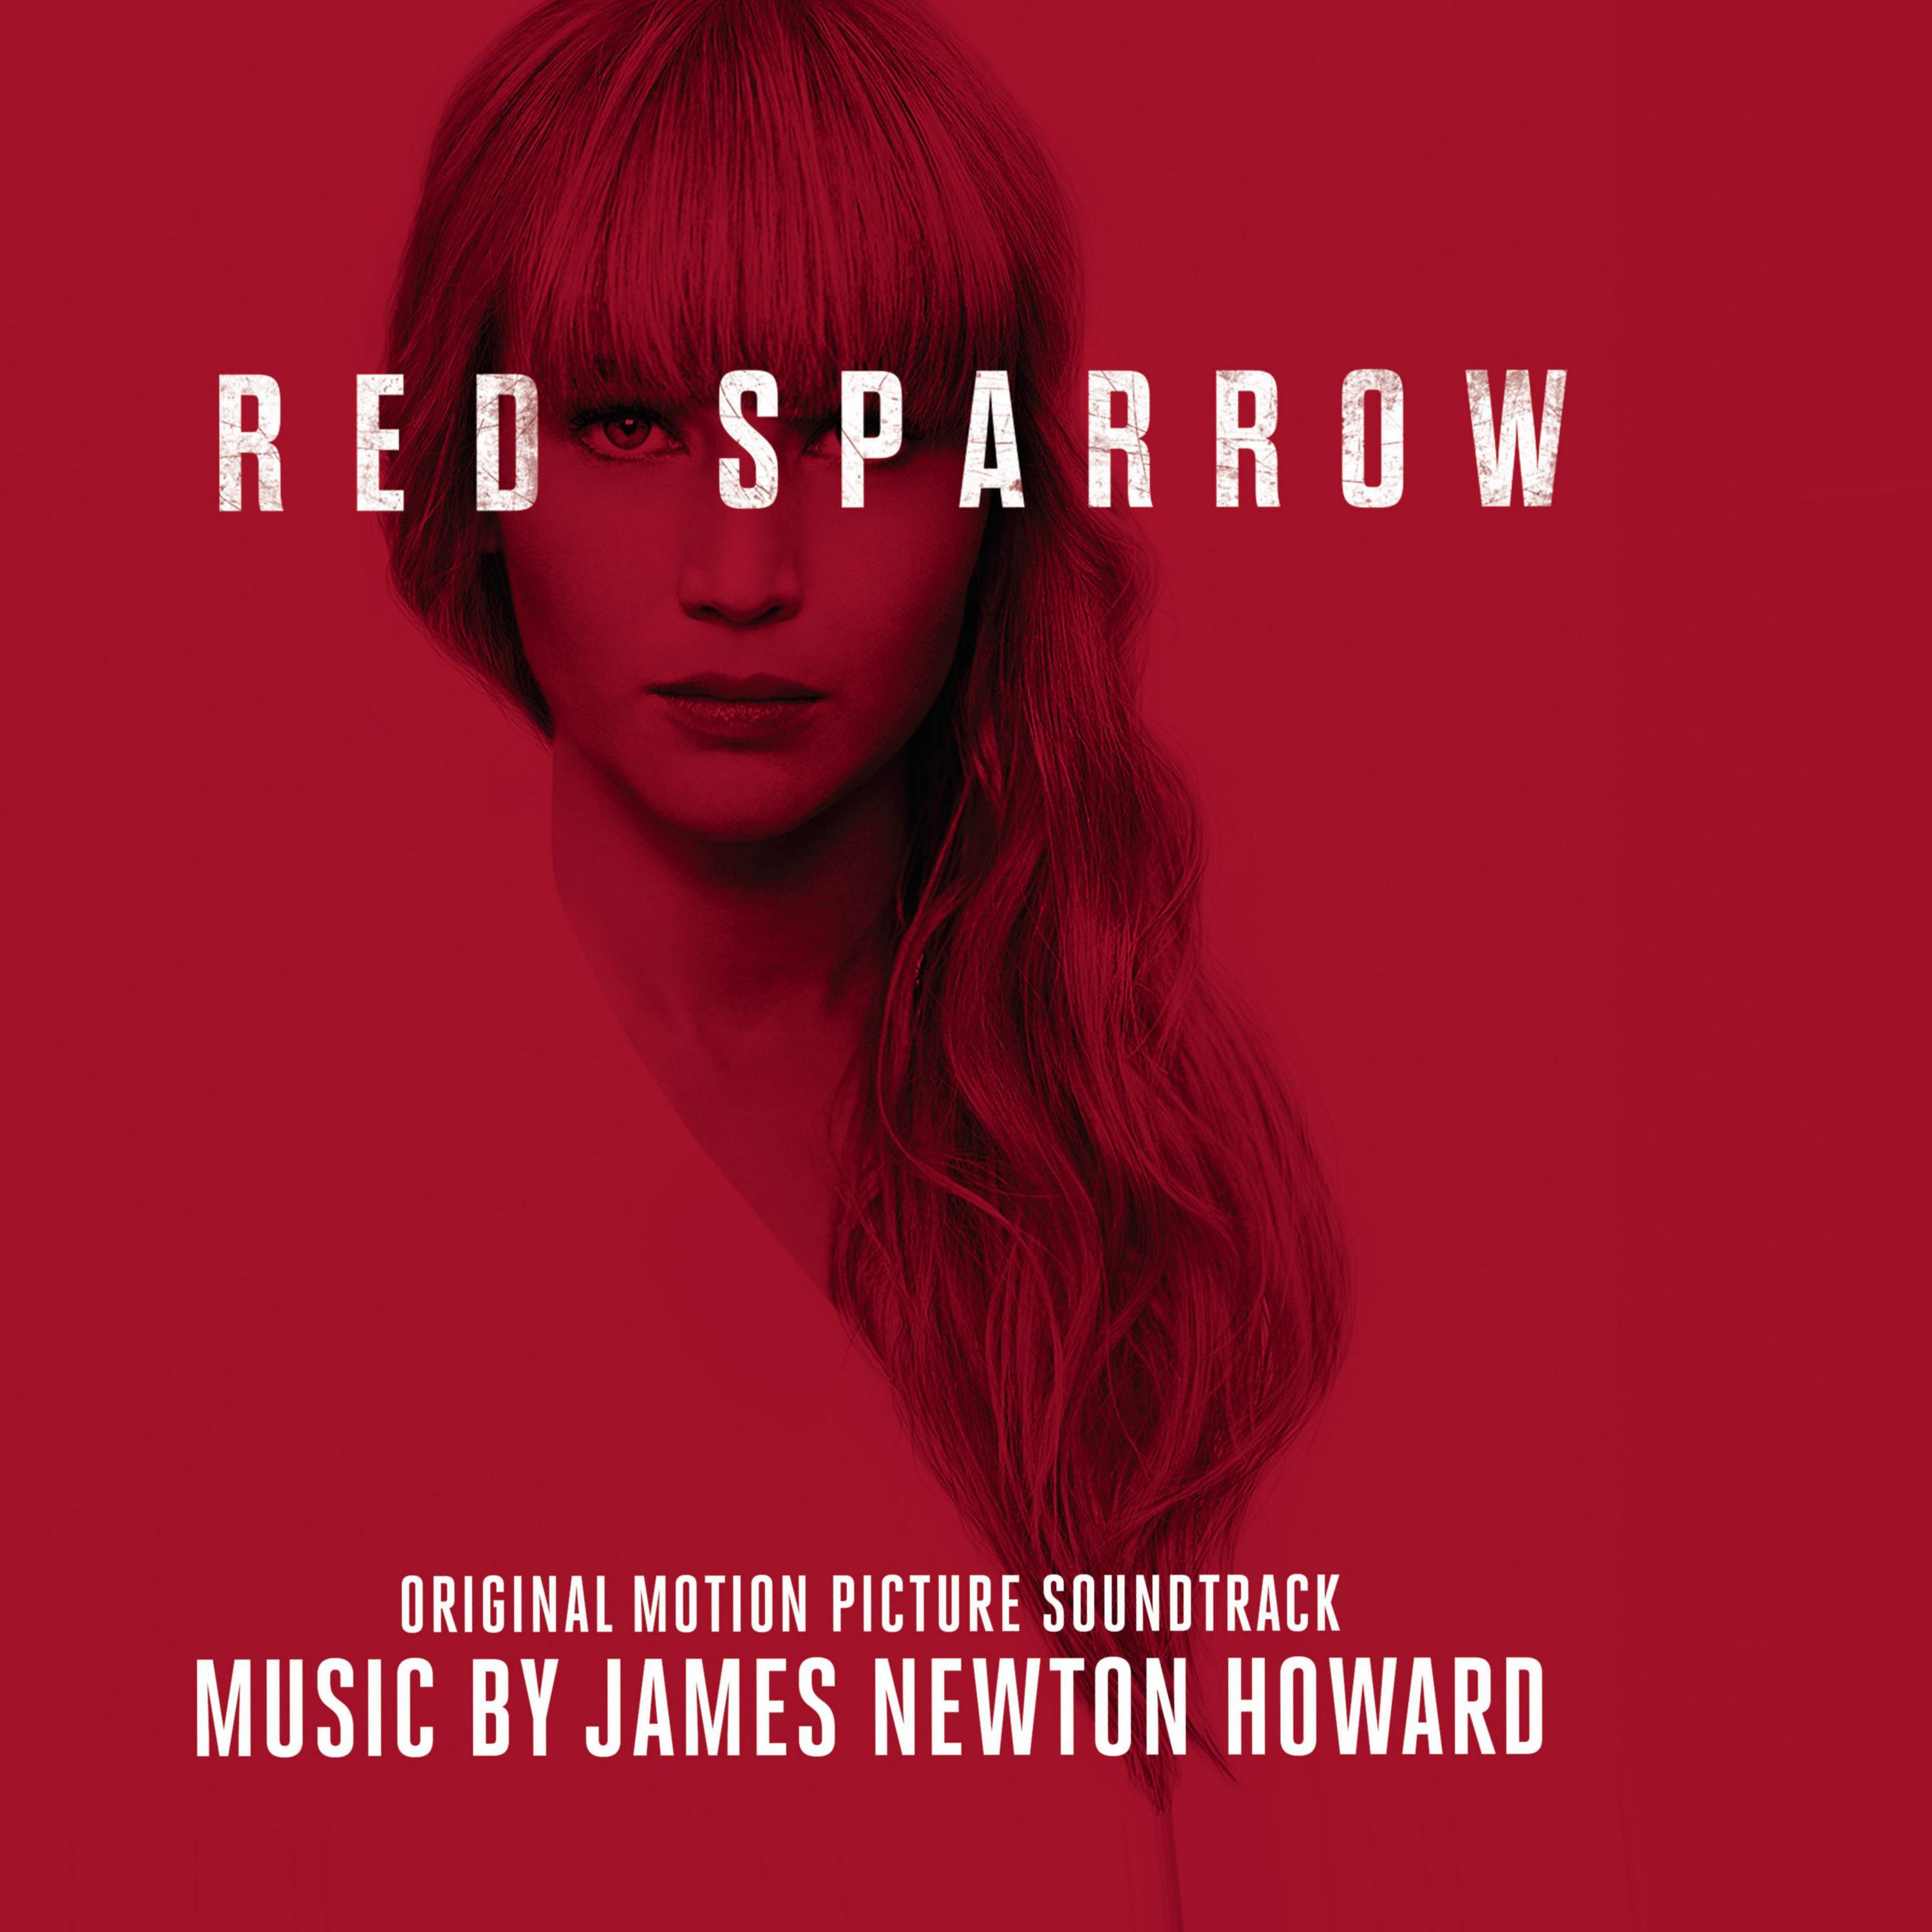 RED SPARROW
ORIGINAL MOTION PICTURE SOUNDTRACK
MUSIC BY JAMES NEWTON HOWARD